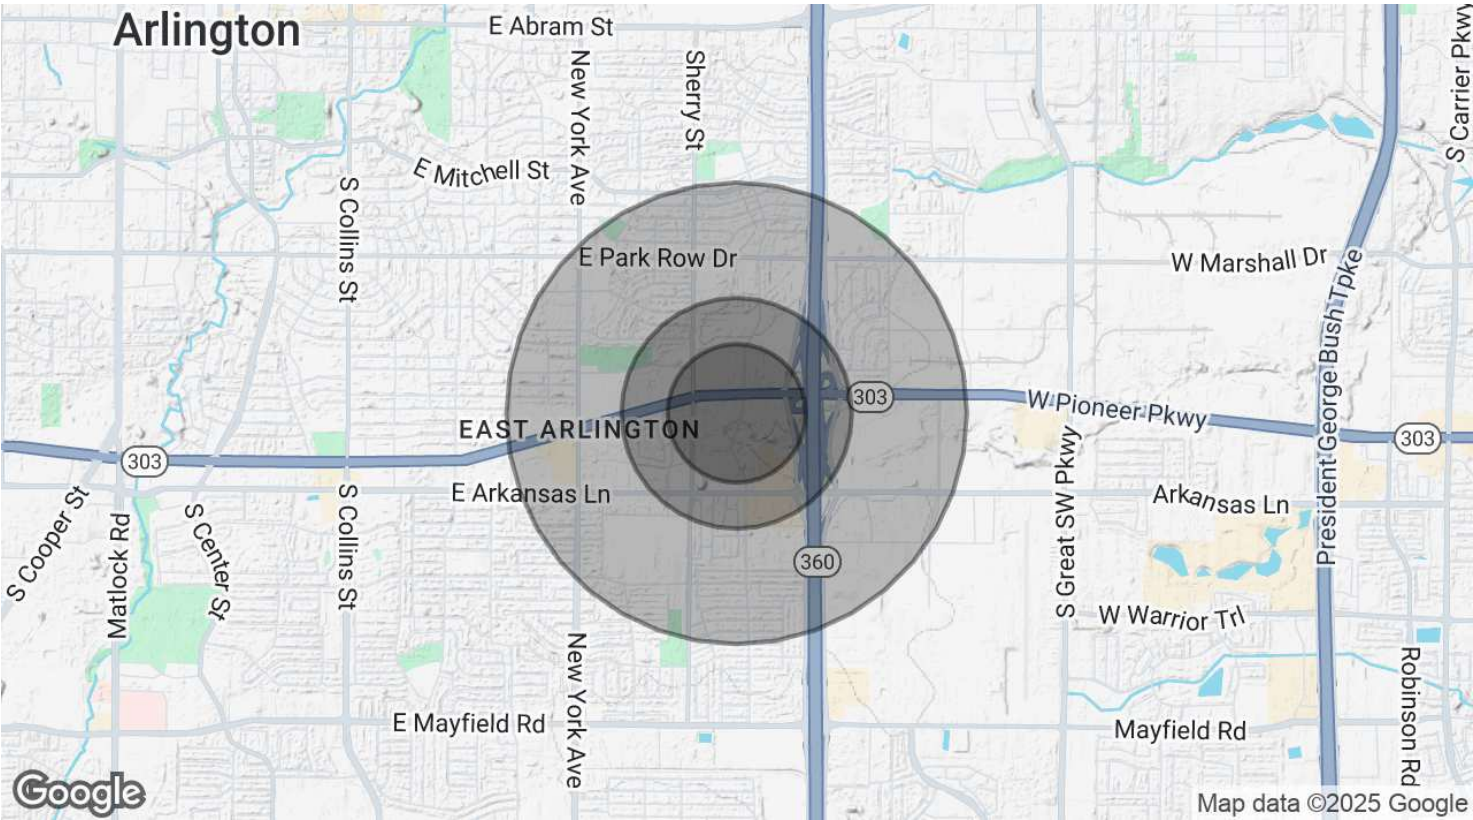 Arlington
E Abram St
New York Ave
Sherry St
S Carrier Pkwy
E Mitchell St
S Collins St
E Park Row Dr
W Marshall Dr
President George Bush Tpke
303
W Pioneer Pkwy
EAST ARLINGTON
303
303
E Arkansas Ln
Arkansas Ln
S Cooper St
Matlock Rd
S Center St
S Collins St
S Great SW Pkwy
360
W Warrior Trl
New York Ave
Robinson Rd
E Mayfield Rd
Mayfield Rd
Google
Map data ©2025 Google